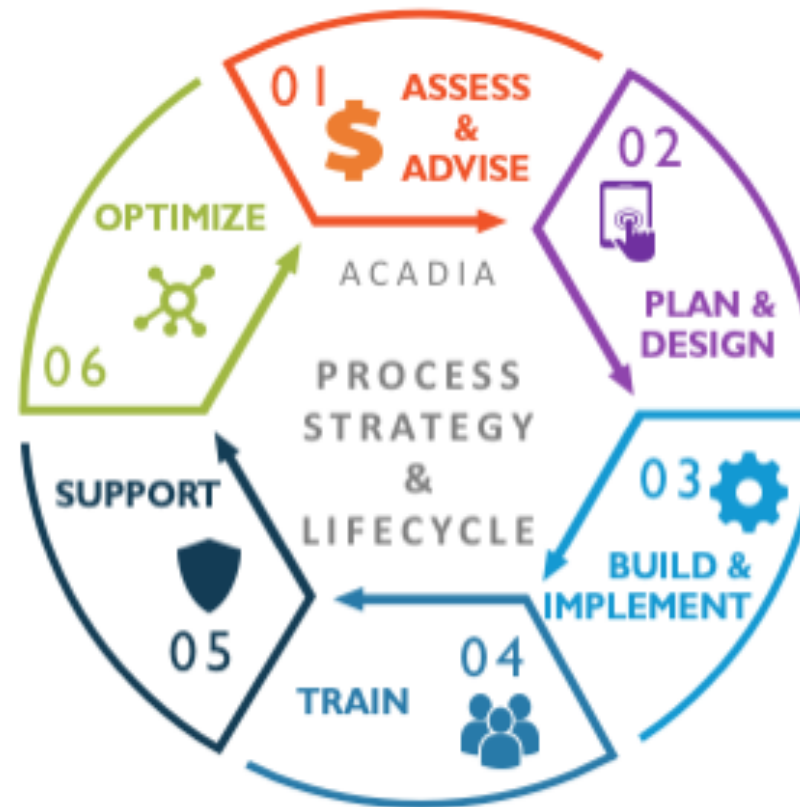 01
ASSESS
&
ADVISE
02
PLAN &
DESIGN
03
BUILD &
IMPLEMENT
04
TRAIN
05
SUPPORT
06
OPTIMIZE
ACADIA
PROCESS
STRATEGY
&
LIFECYCLE